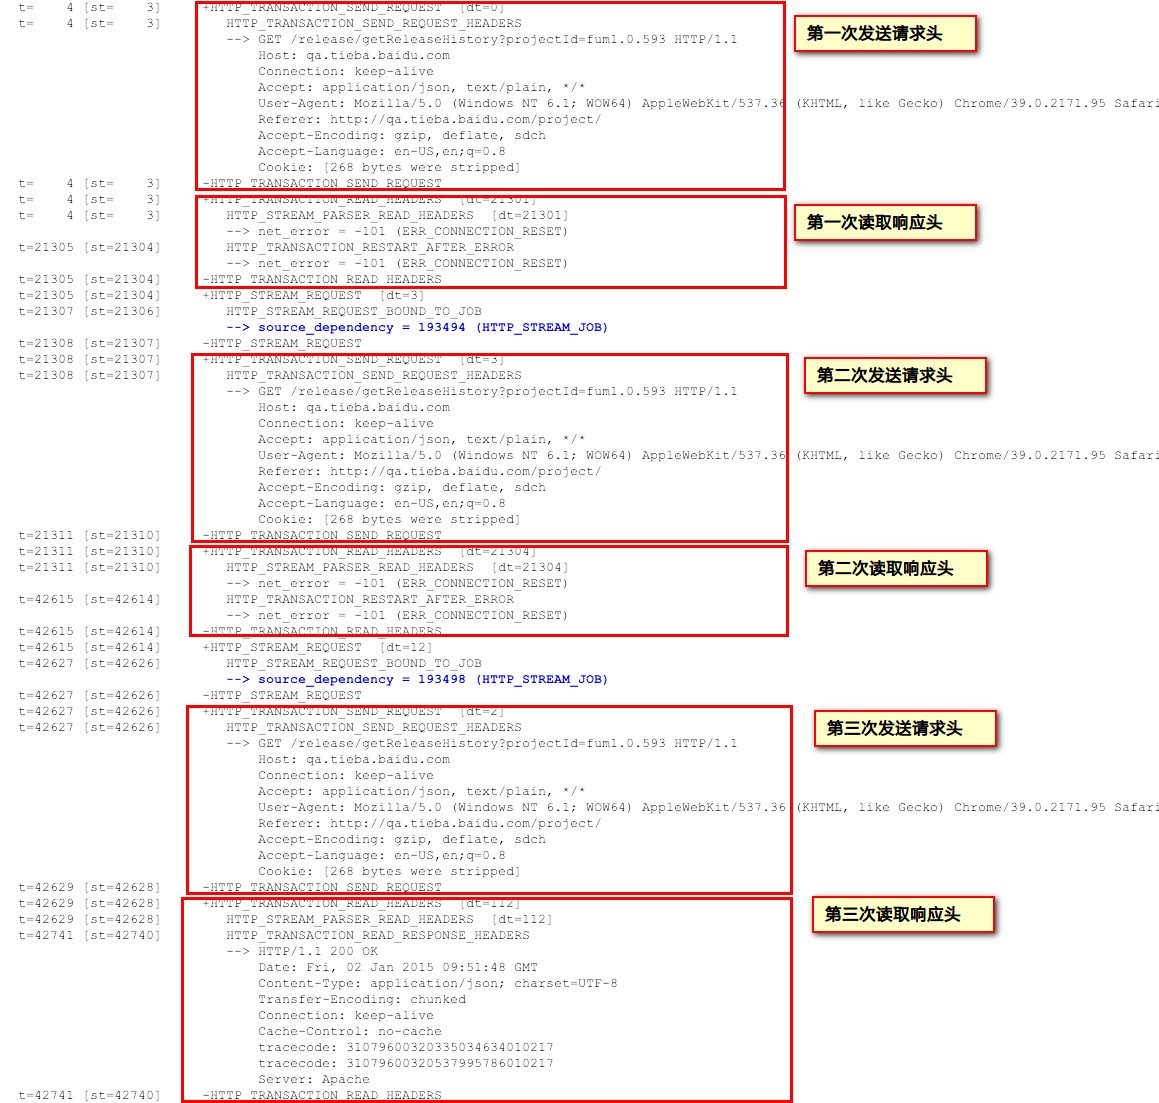 t=    4 [st=    3]    +HTTP_TRANSACTION_SEND_REQUEST  [dt=0]
t=    4 [st=    3]       HTTP_TRANSACTION_SEND_REQUEST_HEADERS
第一次发送请求头
--> GET /release/getReleaseHistory?projectId=fum1.0.593 HTTP/1.1
Host: qa.tieba.baidu.com
Connection: keep-alive
Accept: application/json, text/plain, */*
User-Agent: Mozilla/5.0 (Windows NT 6.1; WOW64) AppleWebKit/537.36 (KHTML, like Gecko) Chrome/39.0.2171.95 Safari
Referer: http://qa.tieba.baidu.com/project/
Accept-Encoding: gzip, deflate, sdch
Accept-Language: en-US,en;q=0.8
Cookie: [268 bytes were stripped]
t=    4 [st=    3]    -HTTP_TRANSACTION_SEND_REQUEST
t=    4 [st=    3]    +HTTP_TRANSACTION_READ_HEADERS  [dt=21301]
t=    4 [st=    3]       HTTP_STREAM_PARSER_READ_HEADERS  [dt=21301]
第一次读取响应头
--> net_error = -101 (ERR_CONNECTION_RESET)
t=21305 [st=21304]       HTTP_TRANSACTION_RESTART_AFTER_ERROR
--> net_error = -101 (ERR_CONNECTION_RESET)
t=21305 [st=21304]    -HTTP_TRANSACTION_READ_HEADERS
t=21305 [st=21304]    +HTTP_STREAM_REQUEST  [dt=3]
t=21307 [st=21306]       HTTP_STREAM_REQUEST_BOUND_TO_JOB
--> source_dependency = 193494 (HTTP_STREAM_JOB)
t=21308 [st=21307]    -HTTP_STREAM_REQUEST
t=21308 [st=21307]    +HTTP_TRANSACTION_SEND_REQUEST  [dt=3]
t=21308 [st=21307]       HTTP_TRANSACTION_SEND_REQUEST_HEADERS
第二次发送请求头
--> GET /release/getReleaseHistory?projectId=fum1.0.593 HTTP/1.1
Host: qa.tieba.baidu.com
Connection: keep-alive
Accept: application/json, text/plain, */*
User-Agent: Mozilla/5.0 (Windows NT 6.1; WOW64) AppleWebKit/537.36 (KHTML, like Gecko) Chrome/39.0.2171.95 Safari
Referer: http://qa.tieba.baidu.com/project/
Accept-Encoding: gzip, deflate, sdch
Accept-Language: en-US,en;q=0.8
Cookie: [268 bytes were stripped]
t=21311 [st=21310]    -HTTP_TRANSACTION_SEND_REQUEST
t=21311 [st=21310]    +HTTP_TRANSACTION_READ_HEADERS  [dt=21304]
t=21311 [st=21310]       HTTP_STREAM_PARSER_READ_HEADERS  [dt=21304]
第二次读取响应头
--> net_error = -101 (ERR_CONNECTION_RESET)
t=42615 [st=42614]       HTTP_TRANSACTION_RESTART_AFTER_ERROR
--> net_error = -101 (ERR_CONNECTION_RESET)
t=42615 [st=42614]    -HTTP_TRANSACTION_READ_HEADERS
t=42615 [st=42614]    +HTTP_STREAM_REQUEST  [dt=12]
t=42627 [st=42626]       HTTP_STREAM_REQUEST_BOUND_TO_JOB
--> source_dependency = 193498 (HTTP_STREAM_JOB)
t=42627 [st=42626]    -HTTP_STREAM_REQUEST
t=42627 [st=42626]    +HTTP_TRANSACTION_SEND_REQUEST  [dt=2]
t=42627 [st=42626]       HTTP_TRANSACTION_SEND_REQUEST_HEADERS
第三次发送请求头
--> GET /release/getReleaseHistory?projectId=fum1.0.593 HTTP/1.1
Host: qa.tieba.baidu.com
Connection: keep-alive
Accept: application/json, text/plain, */*
User-Agent: Mozilla/5.0 (Windows NT 6.1; WOW64) AppleWebKit/537.36 (KHTML, like Gecko) Chrome/39.0.2171.95 Safari
Referer: http://qa.tieba.baidu.com/project/
Accept-Encoding: gzip, deflate, sdch
Accept-Language: en-US,en;q=0.8
Cookie: [268 bytes were stripped]
t=42629 [st=42628]    -HTTP_TRANSACTION_SEND_REQUEST
t=42629 [st=42628]    +HTTP_TRANSACTION_READ_HEADERS  [dt=112]
t=42629 [st=42628]       HTTP_STREAM_PARSER_READ_HEADERS  [dt=112]
第三次读取响应头
t=42741 [st=42740]       HTTP_TRANSACTION_READ_RESPONSE_HEADERS
--> HTTP/1.1 200 OK
Date: Fri, 02 Jan 2015 09:51:48 GMT
Content-Type: application/json; charset=UTF-8
Transfer-Encoding: chunked
Connection: keep-alive
Cache-Control: no-cache
tracecode: 31079600320335034634010217
tracecode: 31079600320537995786010217
Server: Apache
t=42741 [st=42740]    -HTTP_TRANSACTION_READ_HEADERS